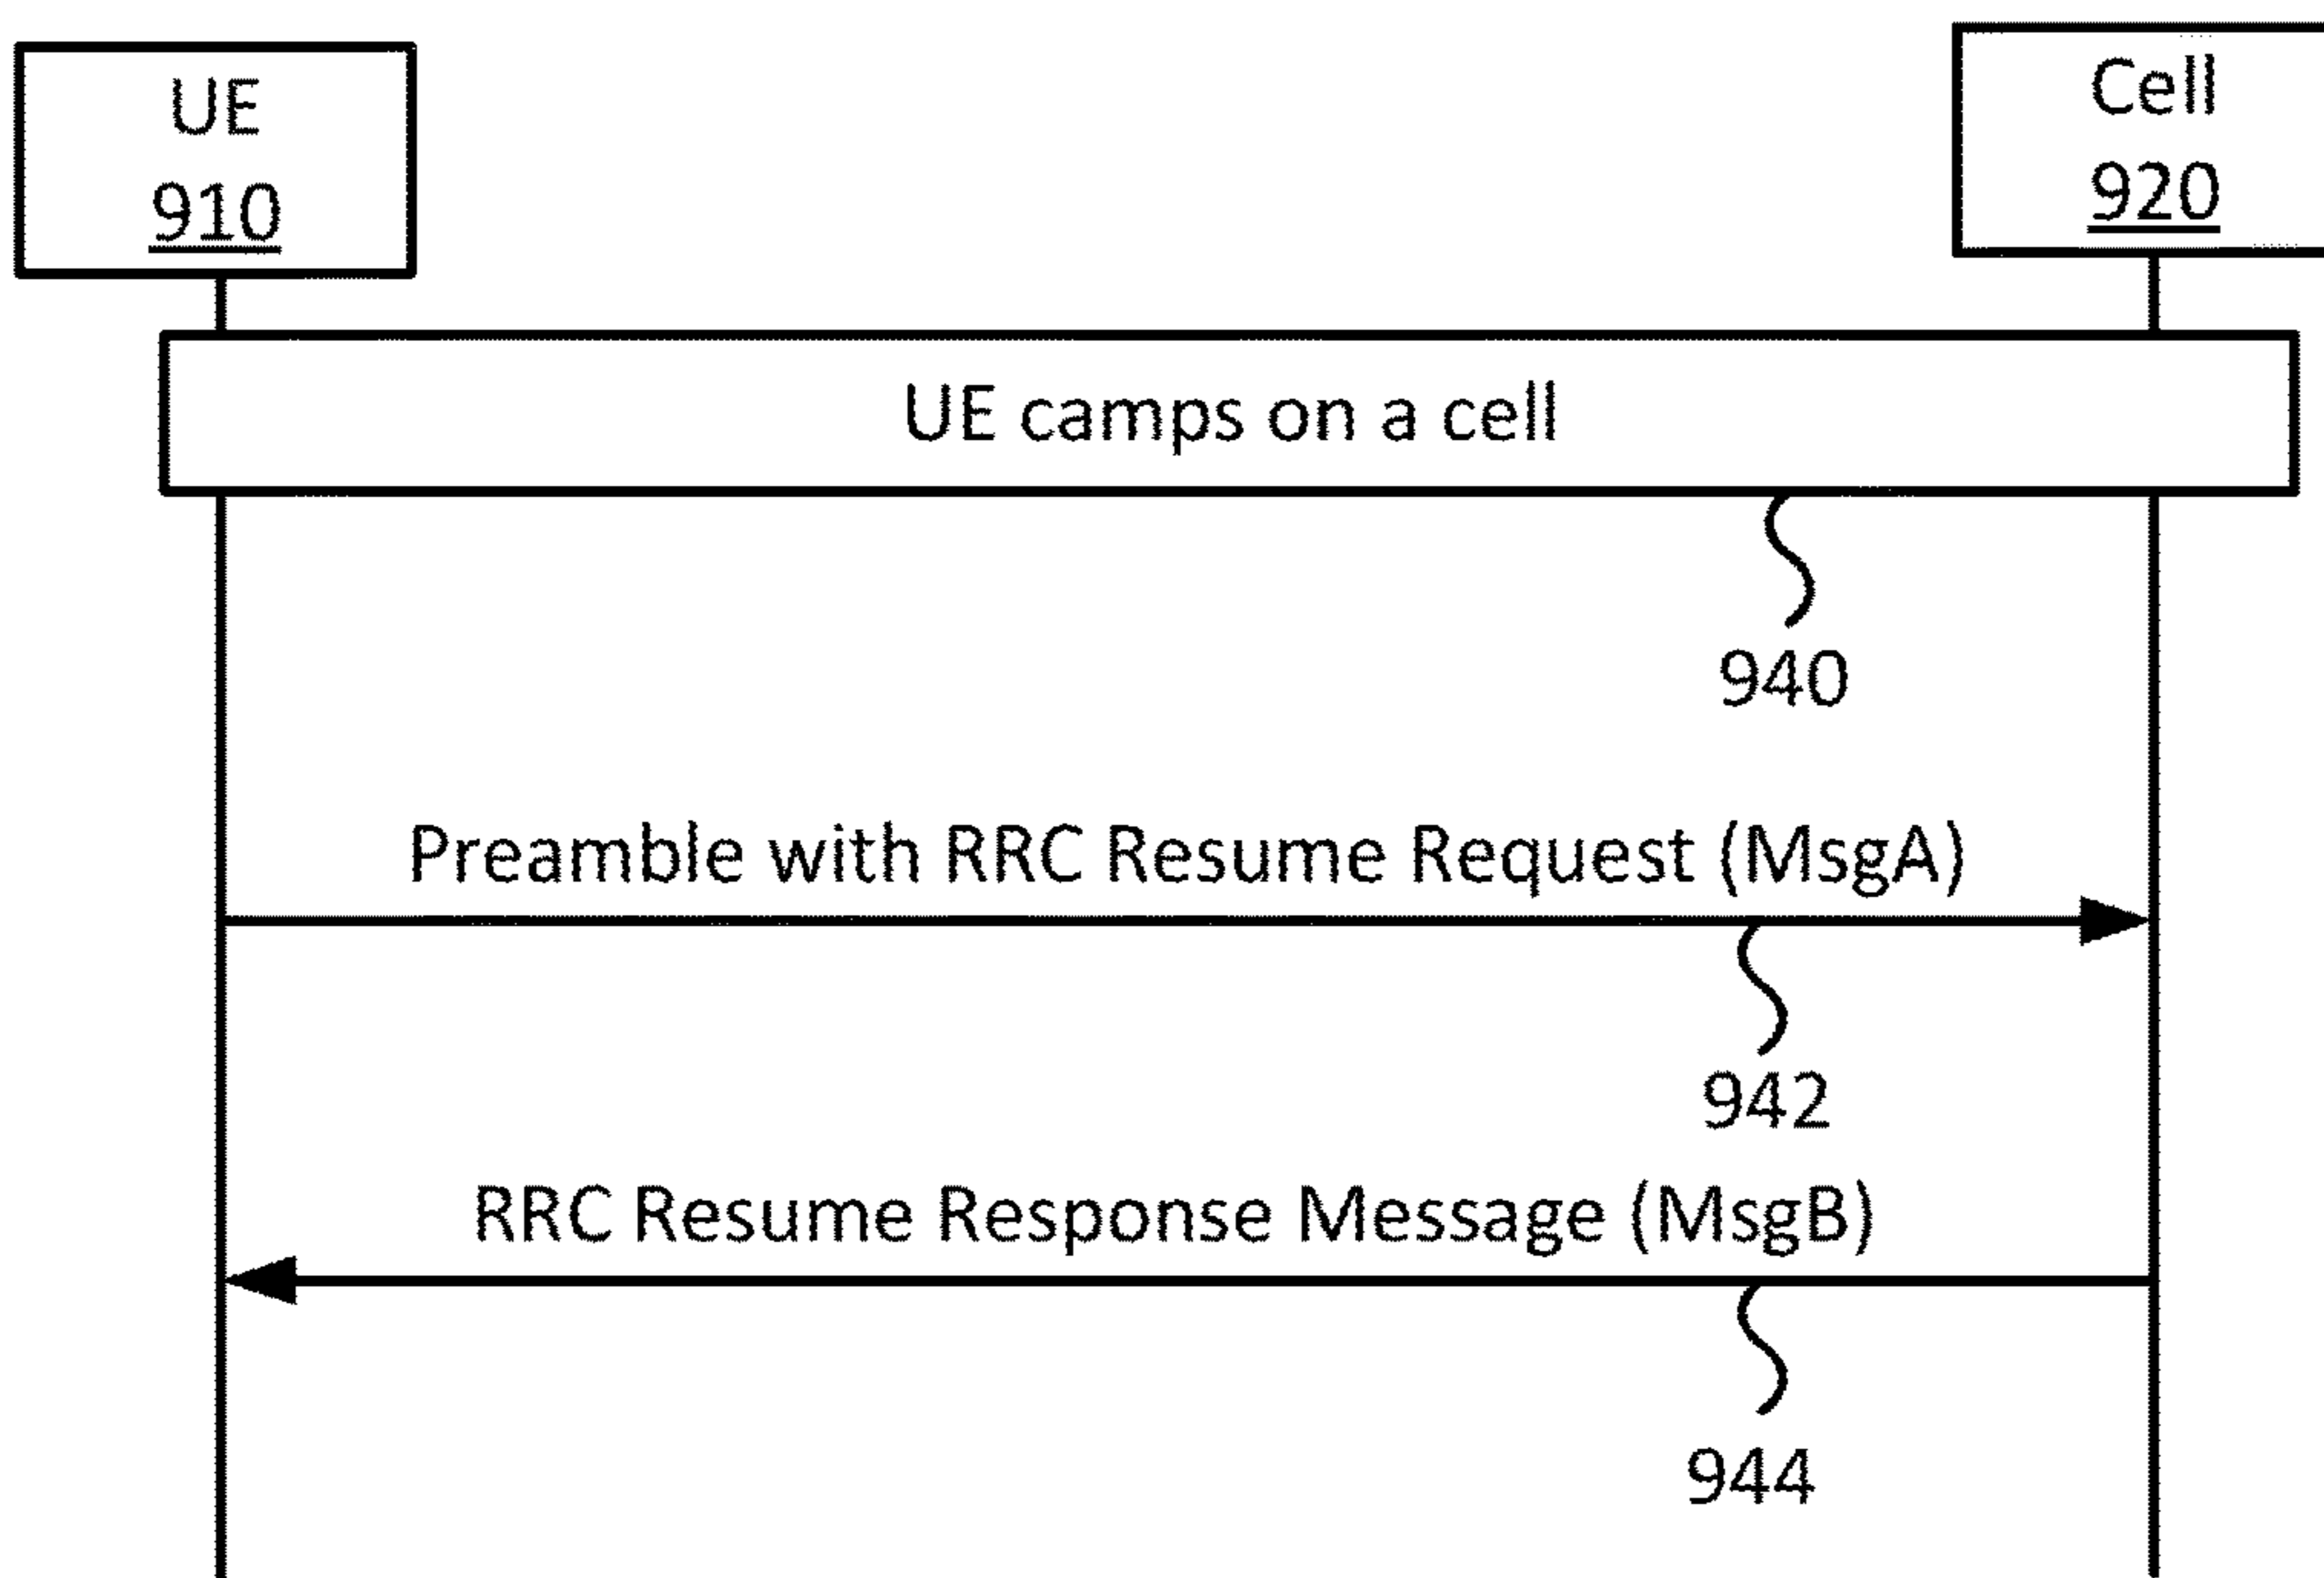 UE
910
Cell
920
UE camps on a cell
940
Preamble with RRC Resume Request (MsgA)
942
RRC Resume Response Message (MsgB)
944